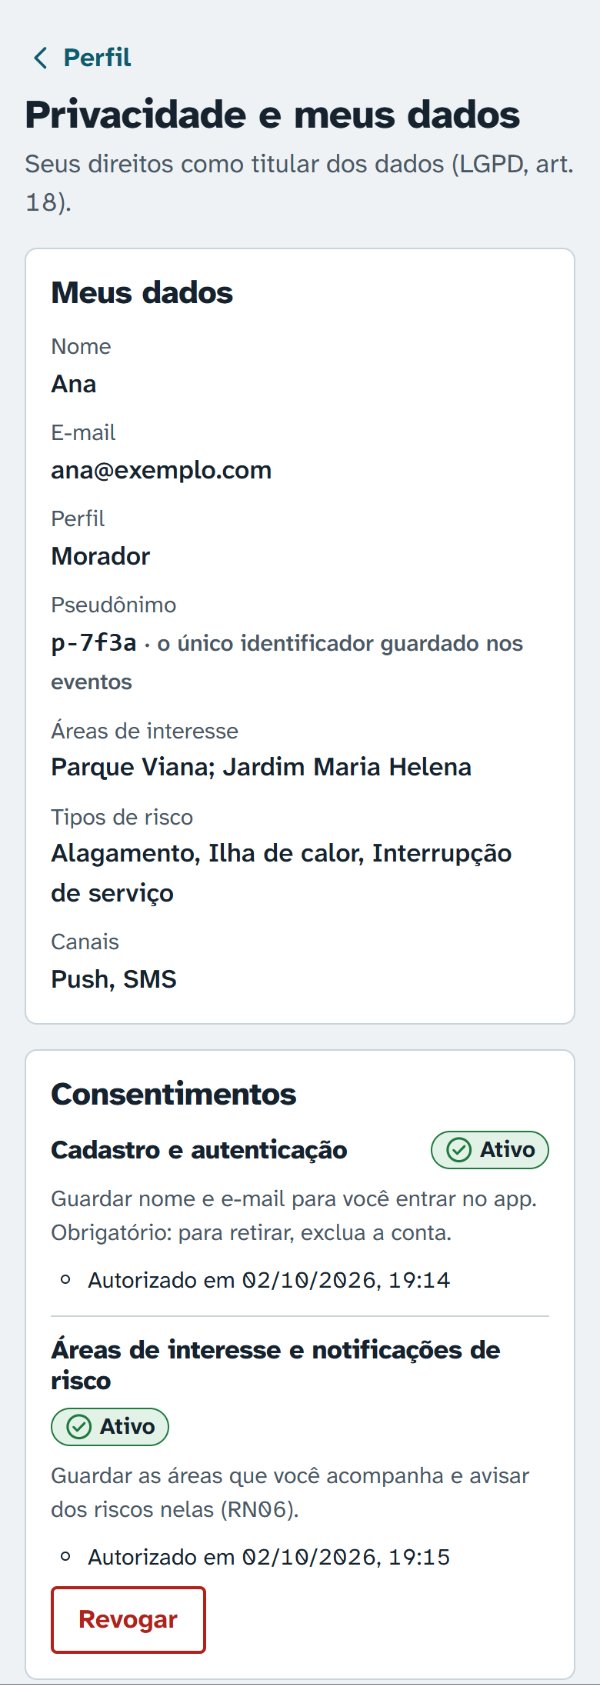 Perfil
Privacidade e meus dados
Seus direitos como titular dos dados (LGPD, art.
18).
Meus dados
Nome
Ana
E-mail
ana@exemplo.com
Perfil
Morador
Pseudônimo
p-7f3a · o único identificador guardado nos
eventos
Áreas de interesse
Parque Viana; Jardim Maria Helena
Tipos de risco
Alagamento, Ilha de calor, Interrupção
de serviço
Canais
Push, SMS
Consentimentos
Cadastro e autenticação
Ativo
Guardar nome e e-mail para você entrar no app.
Obrigatório: para retirar, exclua a conta.
Autorizado em 02/10/2026, 19:14
Áreas de interesse e notificações de
risco
Ativo
Guardar as áreas que você acompanha e avisar
dos riscos nelas (RN06).
Autorizado em 02/10/2026, 19:15
Revogar